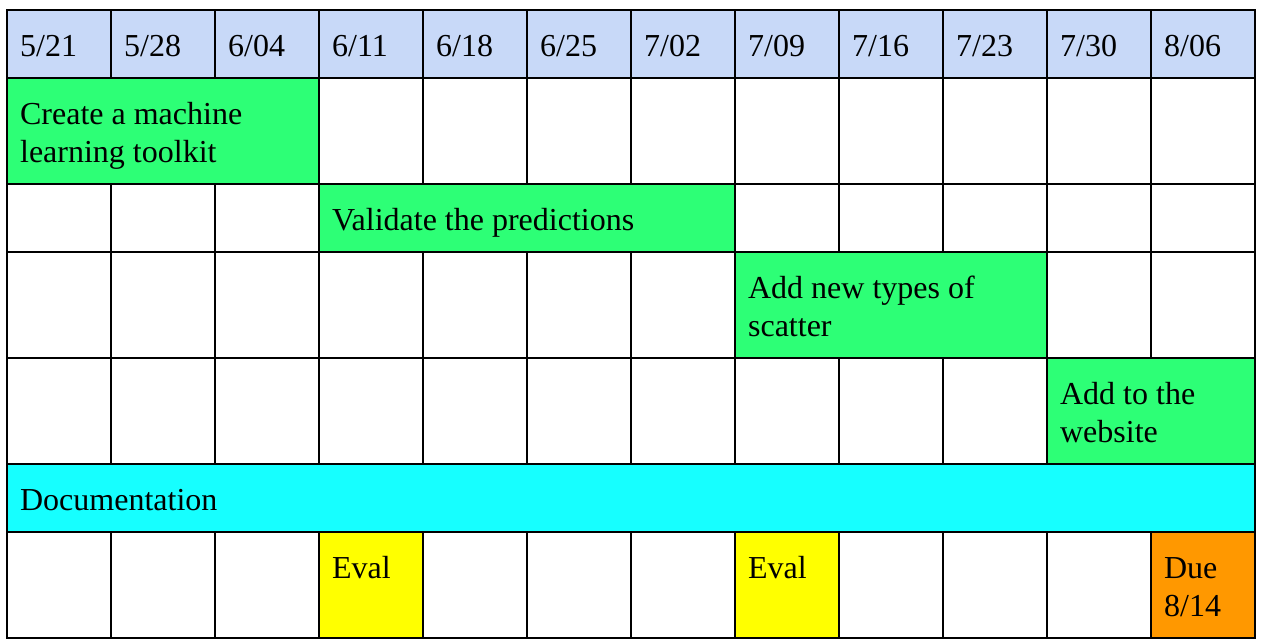 5/21 5/28 6/04 6/11 6/18 6/25 7/02 7/09 7/16 7/23 7/30 8/06
Create a machine
learning toolkit
Validate the predictions
Add new types of
scatter
Add to the
website
Documentation
Eval Eval Due
8/14